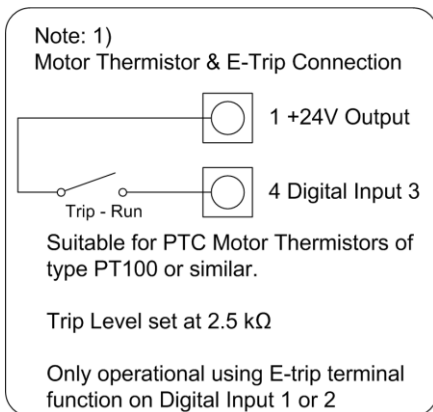 Note: 1)
Motor Thermistor & E-Trip Connection
1 +24V Output
4 Digital Input 3
Trip - Run
Suitable for PTC Motor Thermistors of
type PT100 or similar.
Trip Level set at 2.5 kΩ
Only operational using E-trip terminal
function on Digital Input 1 or 2